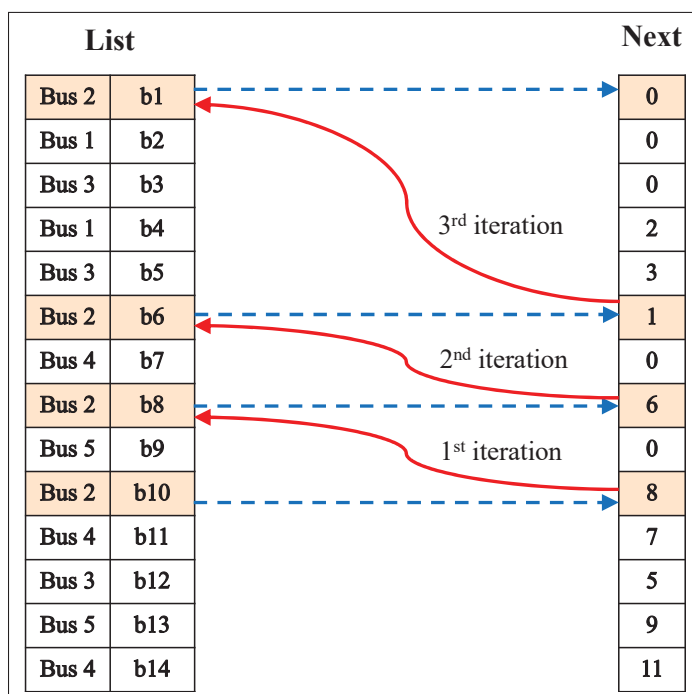 List Next
Bus 2 b1 0
Bus 1 b2 0
Bus 3 b3 0
Bus 1 b4 2
3rd iteration
Bus 3 b5 3
Bus 2 b6 1
Bus 4 b7 0
2nd iteration
Bus 2 b8 6
Bus 5 b9 0
1st iteration
Bus 2 b10 8
Bus 4 b11 7
Bus 3 b12 5
Bus 5 b13 9
Bus 4 b14 11